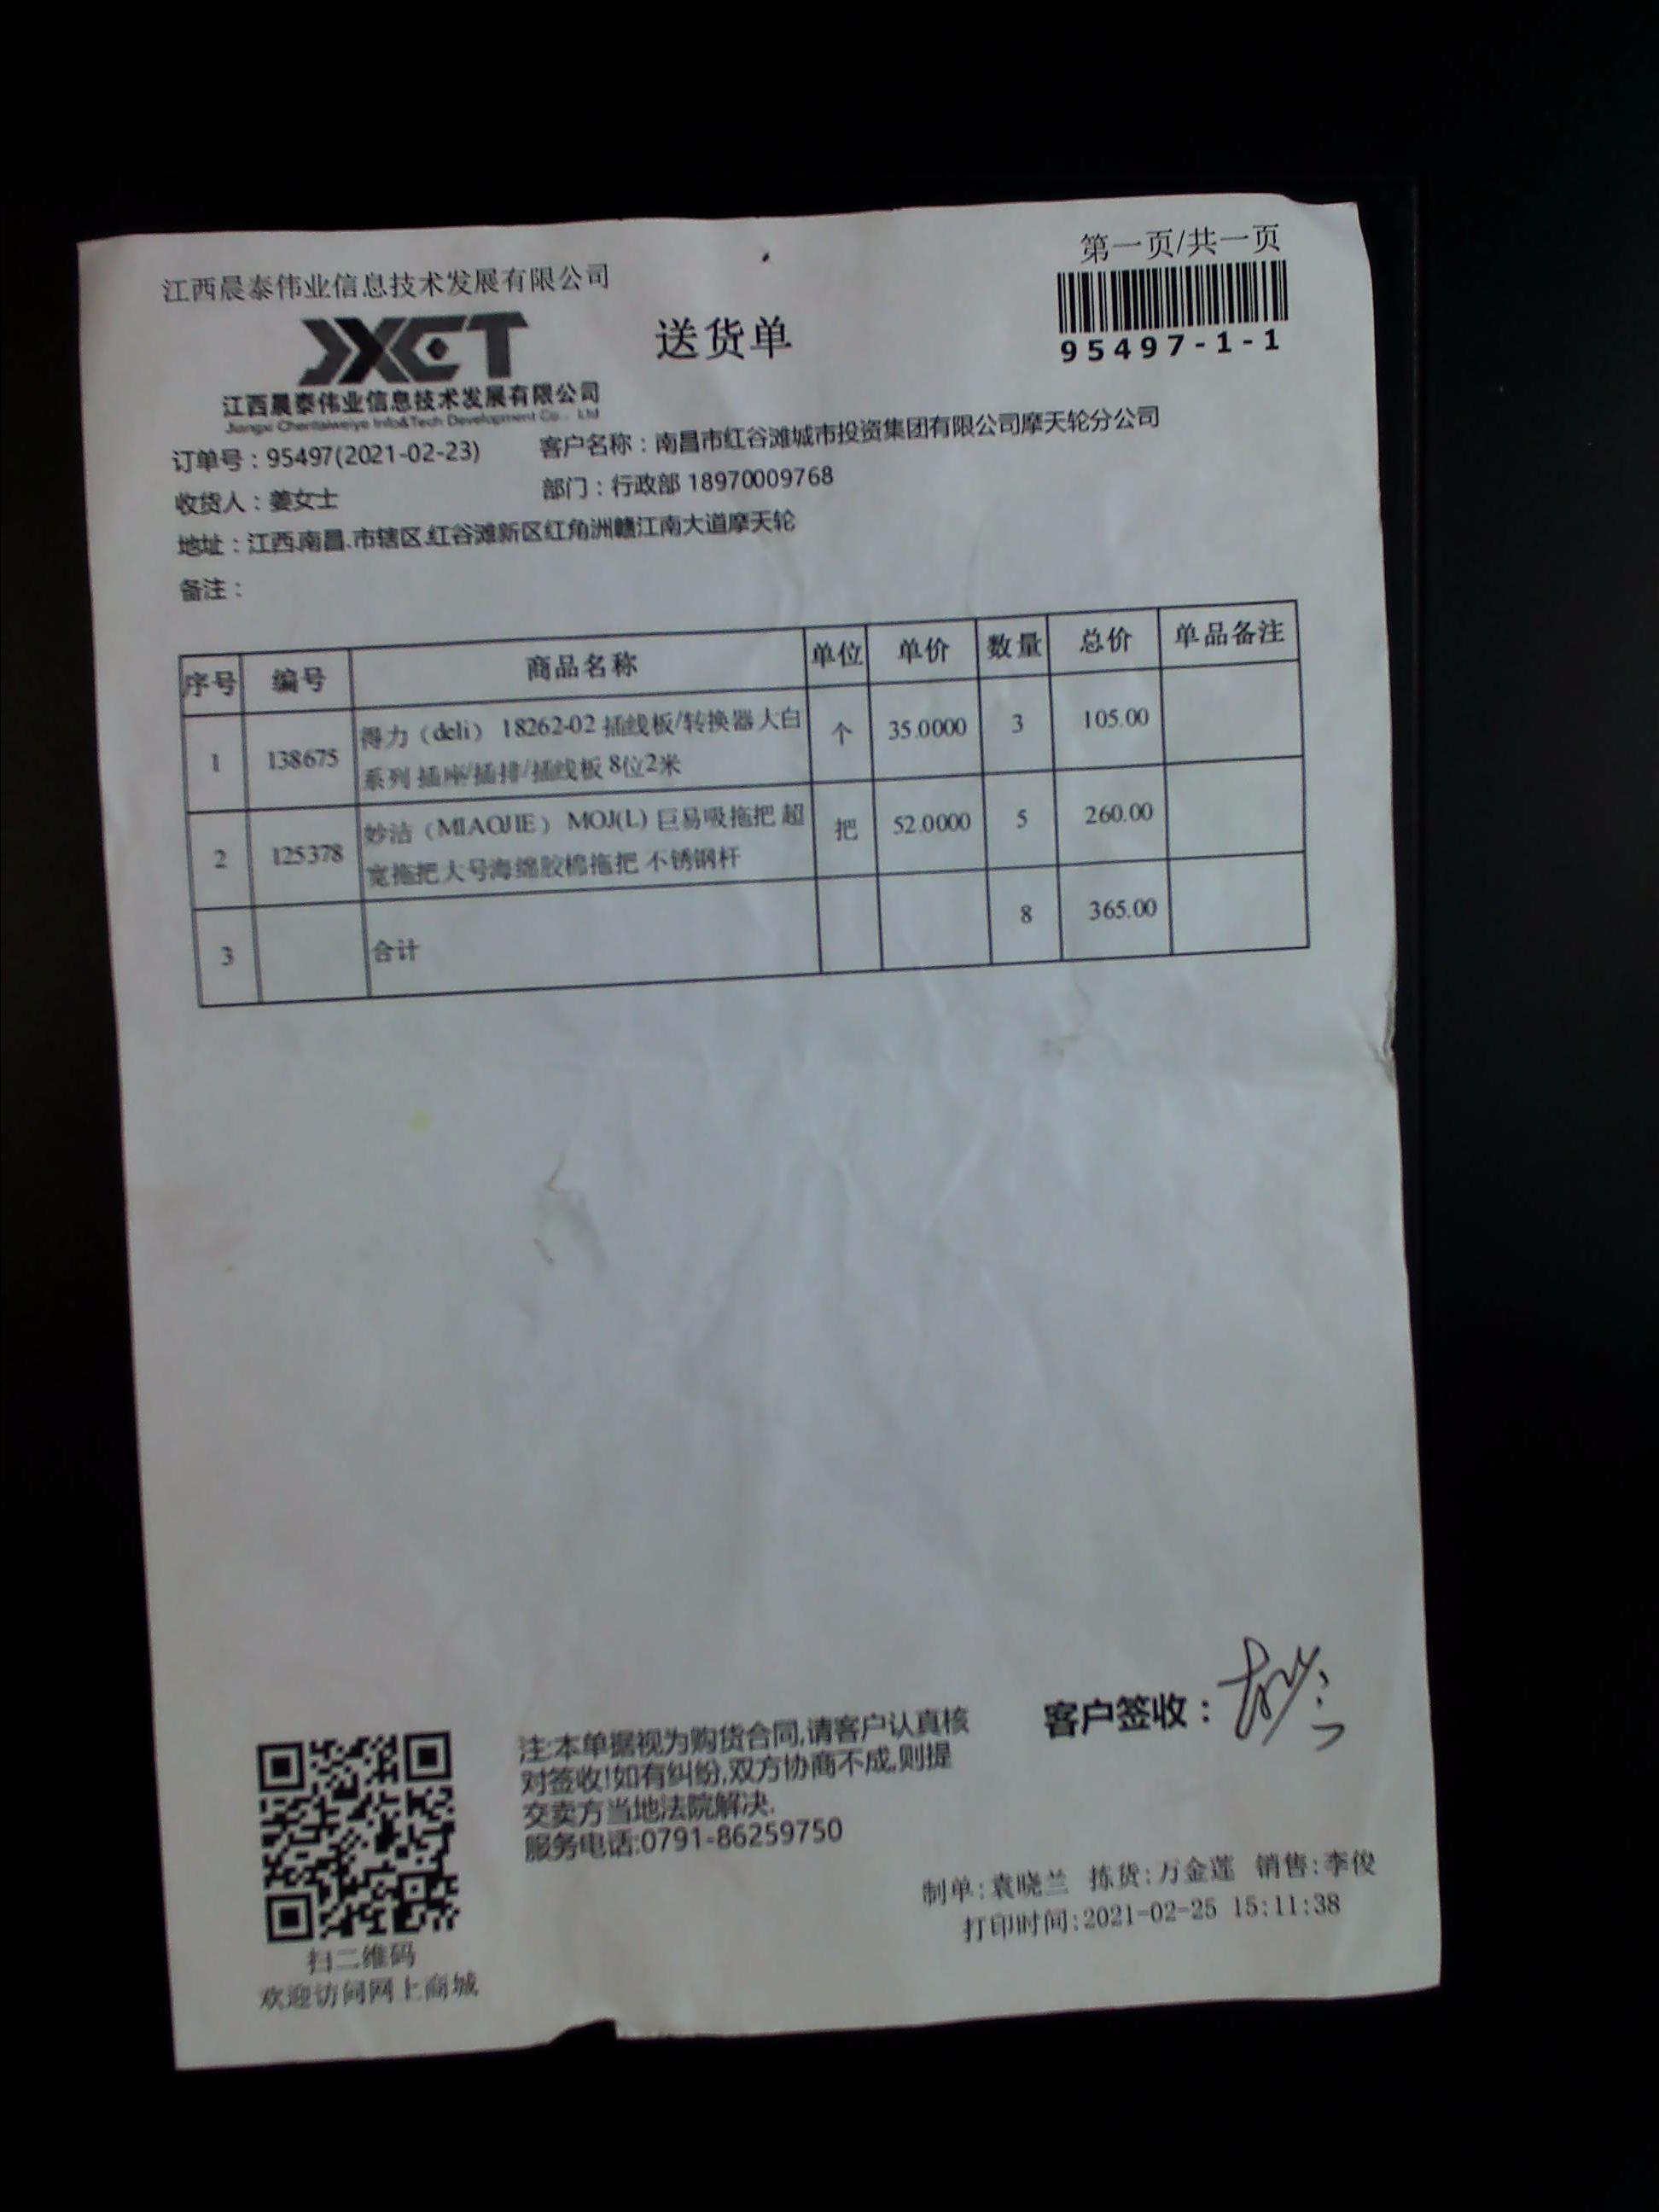 第一页/共一页
江西晨泰伟业信息技术发展有限公司
JXCT
送货单
95497-1-1
江西晨泰伟业信息技术发展有限公司
Jiangxi Chentaiweiye Info&Tech Development Co., Ltd
订单号：95497(2021-02-23) 客户名称：南昌市红谷滩城市投资集团有限公司摩天轮分公司
收货人：姜女士 部门：行政部 18970009768
地址：江西.南昌.市辖区.红谷滩新区红角洲赣江南大道摩天轮
备注：
序号 编号 商品名称 单位 单价 数量 总价 单品备注
1 138675 得力（deli） 18262-02 插线板/转换器大白 个 35.0000 3 105.00
系列 插座/插排/插线板 8位2米
2 125378 妙洁（MIAOJIE） MOJ(L) 巨易吸拖把 超 把 52.0000 5 260.00
宽拖把大号海绵胶棉拖把 不锈钢杆
3 合计 8 365.00
客户签收：
注:本单据视为购货合同,请客户认真核
对签收!如有纠纷,双方协商不成,则提
交卖方当地法院解决.
服务电话:0791-86259750
制单:袁晓兰 拣货:万金莲 销售:李俊
打印时间:2021-02-25 15:11:38
扫二维码
欢迎访问网上商城